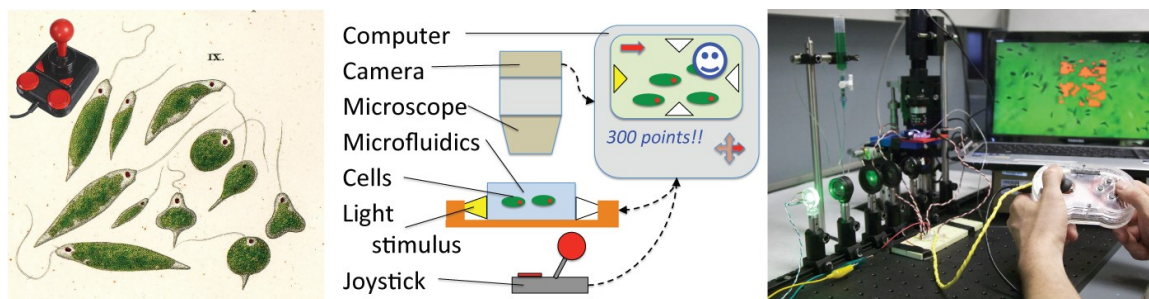 IX.
Computer
Camera
Microscope
Microfluidics
Cells
Light
stimulus
Joystick
300 points!!